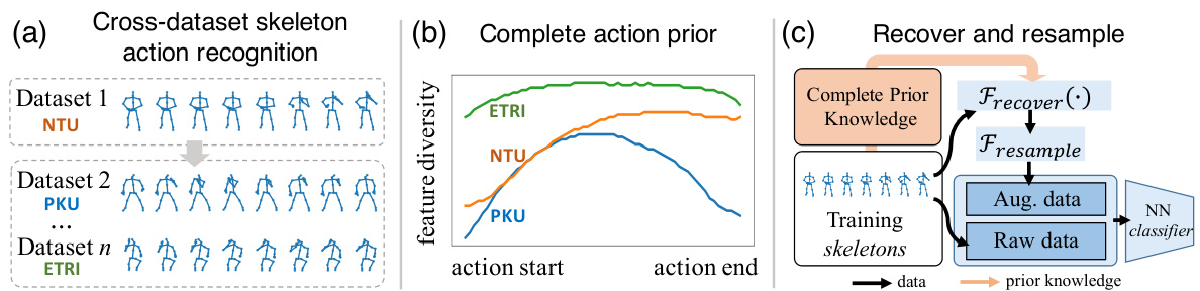 (a)
Cross-dataset skeleton
action recognition
Dataset 1
NTU
Dataset 2
PKU
...
Dataset n
ETRI
(b)
Complete action prior
feature diversity
ETRI
NTU
PKU
action start
action end
(c)
Recover and resample
Complete Prior
Knowledge
ℱrecover(·)
ℱresample
Training
skeletons
Aug. data
Raw data
NN
classifier
data
prior knowledge